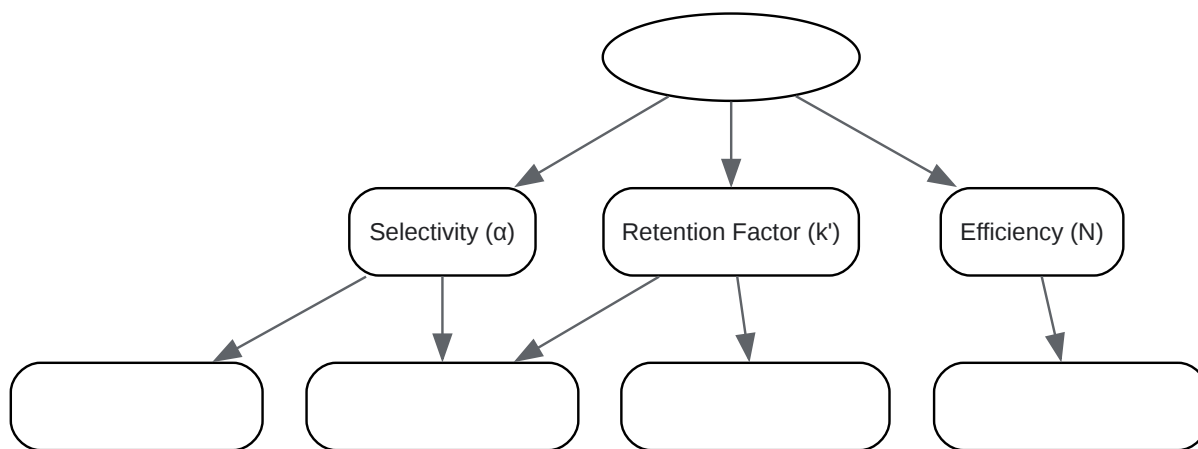 Selectivity (α)
Retention Factor (k')
Efficiency (N)